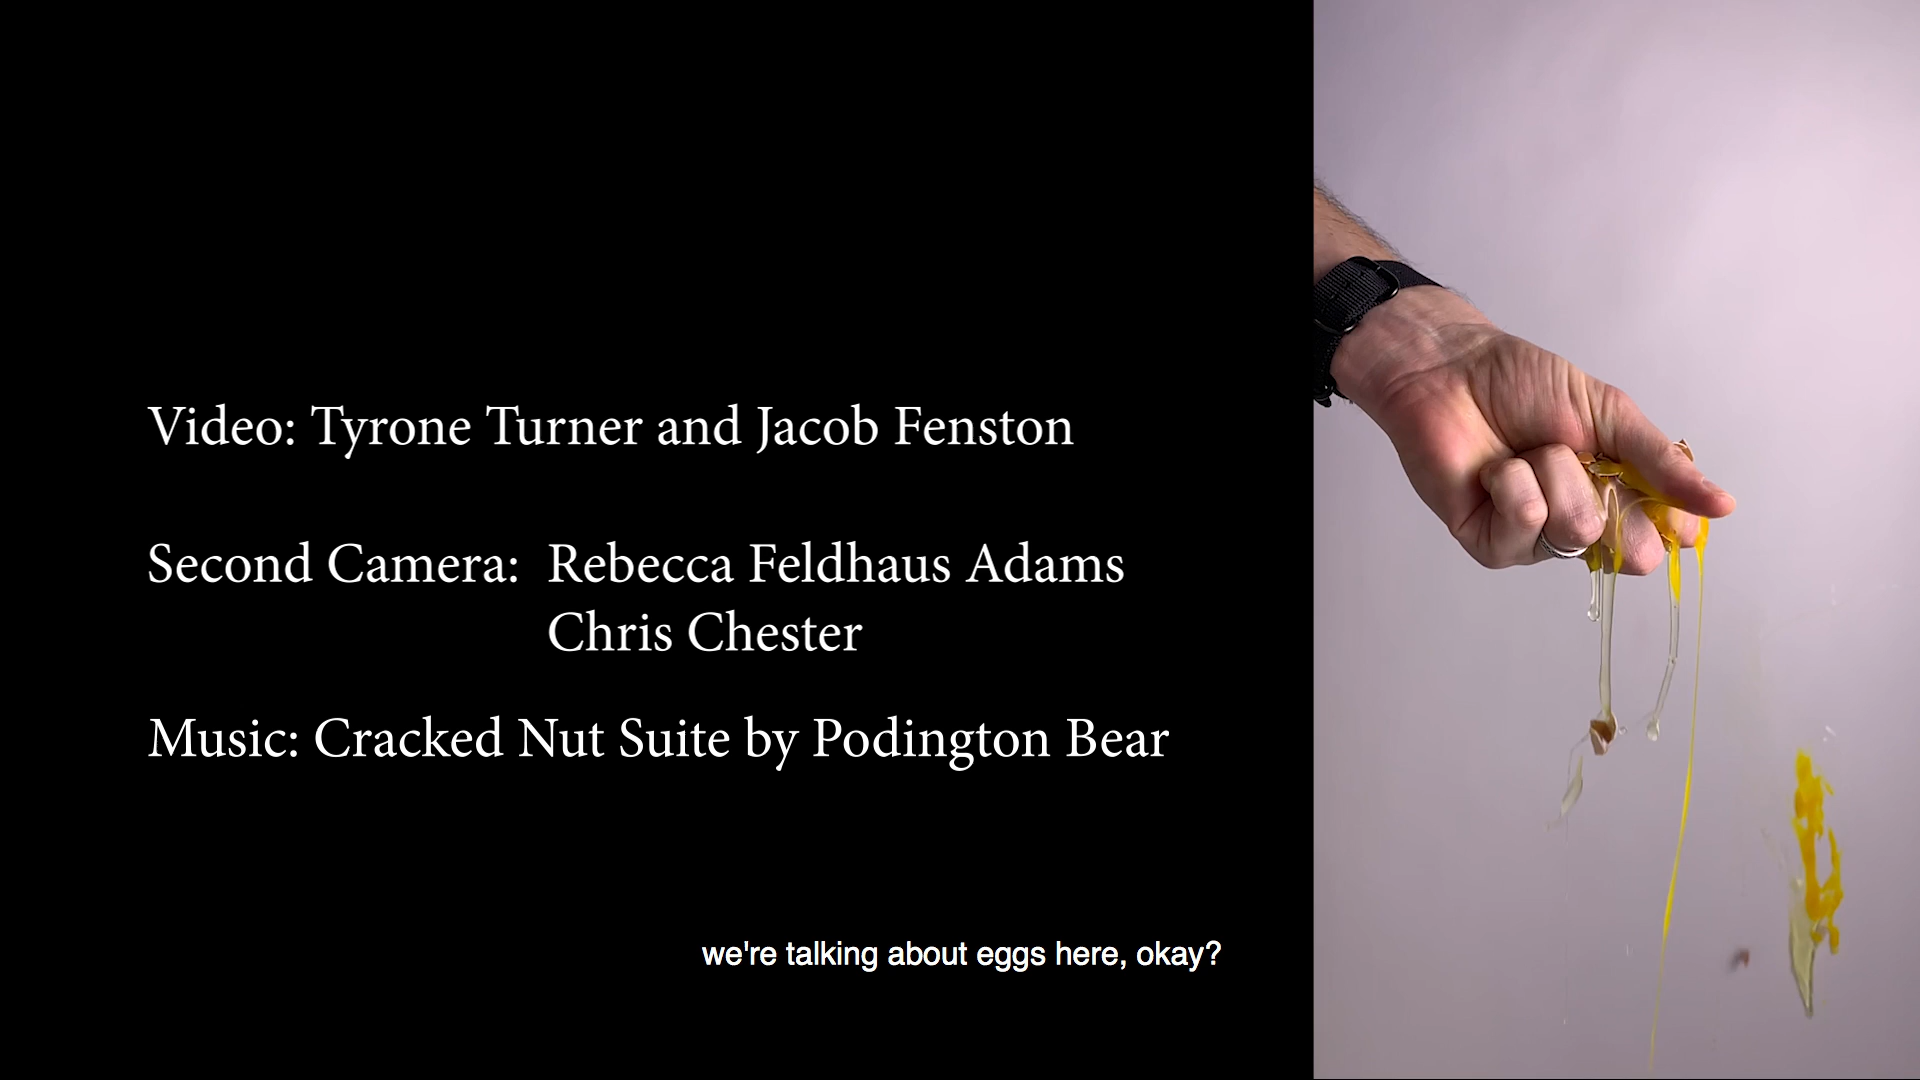 Video: Tyrone Turner and Jacob Fenston
Second Camera: Rebecca Feldhaus Adams
Chris Chester
Music: Cracked Nut Suite by Podington Bear
we're talking about eggs here, okay?